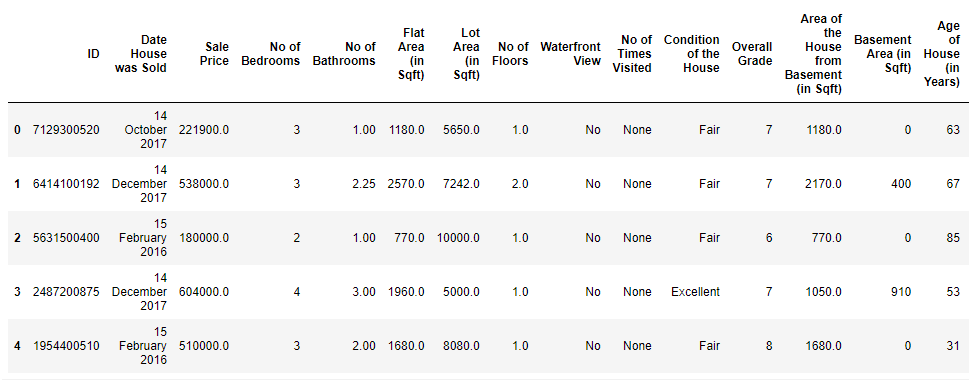 ID Date House was Sold Sale Price No of Bedrooms No of Bathrooms Flat Area (in Sqft) Lot Area (in Sqft) No of Floors Waterfront View No of Times Visited Condition of the House Overall Grade Area of the House from Basement (in Sqft) Basement Area (in Sqft) Age of House (in Years)
0 7129300520 14 October 2017 221900.0 3 1.00 1180.0 5650.0 1.0 No None Fair 7 1180.0 0 63
1 6414100192 14 December 2017 538000.0 3 2.25 2570.0 7242.0 2.0 No None Fair 7 2170.0 400 67
2 5631500400 15 February 2016 180000.0 2 1.00 770.0 10000.0 1.0 No None Fair 6 770.0 0 85
3 2487200875 14 December 2017 604000.0 4 3.00 1960.0 5000.0 1.0 No None Excellent 7 1050.0 910 53
4 1954400510 15 February 2016 510000.0 3 2.00 1680.0 8080.0 1.0 No None Fair 8 1680.0 0 31